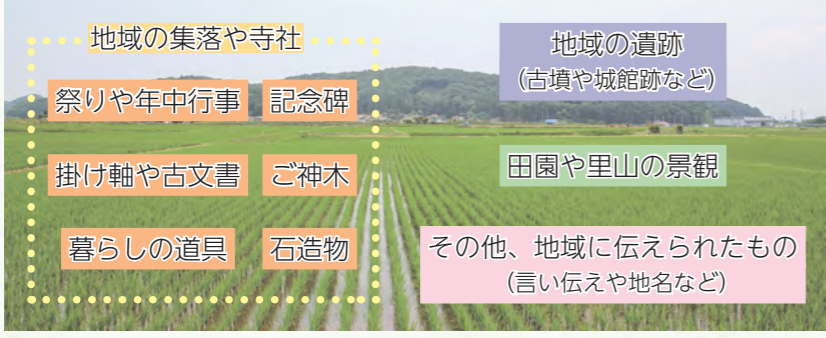 地域の集落や寺社
祭りや年中行事
記念碑
掛け軸や古文書
ご神木
暮らしの道具
石造物
地域の遺跡
(古墳や城館跡など)
田園や里山の景観
その他、地域に伝えられたもの
(言い伝えや地名など)